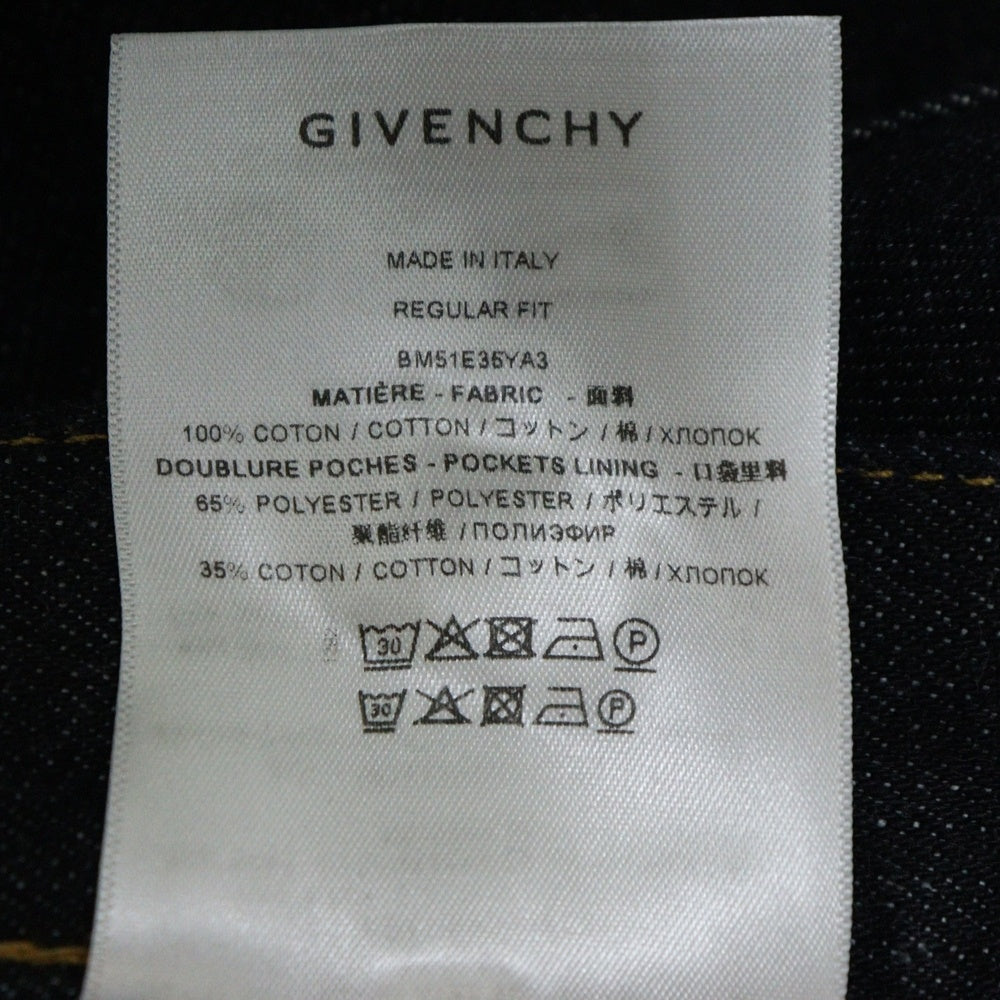 GIVENCHY
MADE IN ITALY
REGULAR FIT
BM51E35YA3
MATIÈRE - FABRIC - 面料
100% COTON / COTTON / コットン / 棉 / ХЛОПОК
DOUBLURE POCHES - POCKETS LINING - 口袋里料
65% POLYESTER / POLYESTER / ポリエステル /
聚酯纤维 / ПОЛИЭФИР
35% COTON / COTTON / コットン / 棉 / ХЛОПОК
30 P
30 P